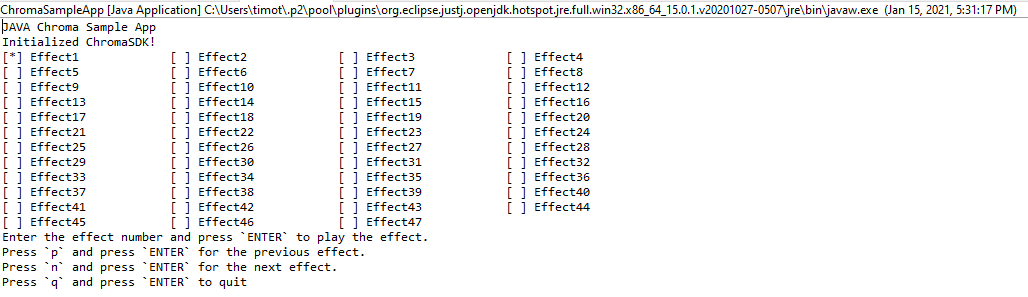 ChromaSampleApp [Java Application] C:\Users\timot\.p2\pool\plugins\org.eclipse.justj.openjdk.hotspot.jre.full.win32.x86_64_15.0.1.v20201027-0507\jre\bin\javaw.exe (Jan 15, 2021, 5:31:17 PM)
JAVA Chroma Sample App
Initialized ChromaSDK!
[*] Effect1 [ ] Effect2 [ ] Effect3 [ ] Effect4
[ ] Effect5 [ ] Effect6 [ ] Effect7 [ ] Effect8
[ ] Effect9 [ ] Effect10 [ ] Effect11 [ ] Effect12
[ ] Effect13 [ ] Effect14 [ ] Effect15 [ ] Effect16
[ ] Effect17 [ ] Effect18 [ ] Effect19 [ ] Effect20
[ ] Effect21 [ ] Effect22 [ ] Effect23 [ ] Effect24
[ ] Effect25 [ ] Effect26 [ ] Effect27 [ ] Effect28
[ ] Effect29 [ ] Effect30 [ ] Effect31 [ ] Effect32
[ ] Effect33 [ ] Effect34 [ ] Effect35 [ ] Effect36
[ ] Effect37 [ ] Effect38 [ ] Effect39 [ ] Effect40
[ ] Effect41 [ ] Effect42 [ ] Effect43 [ ] Effect44
[ ] Effect45 [ ] Effect46 [ ] Effect47
Enter the effect number and press `ENTER` to play the effect.
Press `p` and press `ENTER` for the previous effect.
Press `n` and press `ENTER` for the next effect.
Press `q` and press `ENTER` to quit